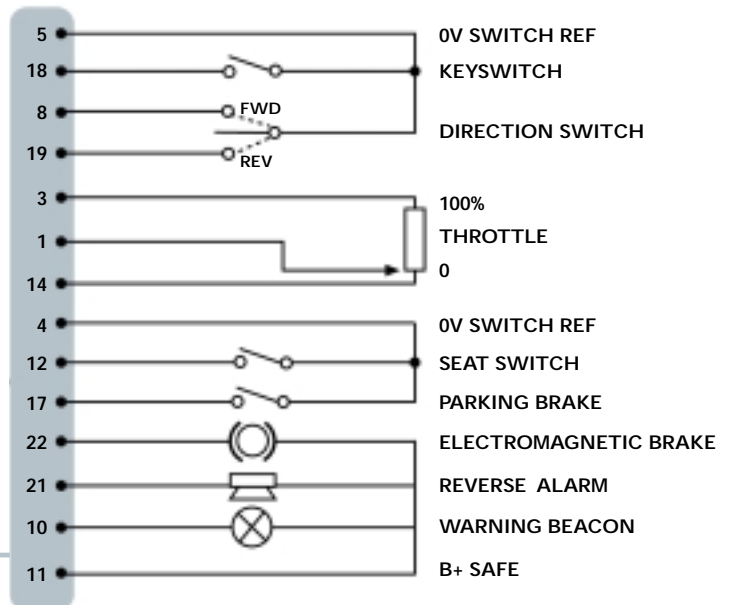 5 0V SWITCH REF
18 KEYSWITCH
8 FWD
DIRECTION SWITCH
19 REV
3 100%
1 THROTTLE
14 0
4 0V SWITCH REF
12 SEAT SWITCH
17 PARKING BRAKE
22 ELECTROMAGNETIC BRAKE
21 REVERSE ALARM
10 WARNING BEACON
11 B+ SAFE